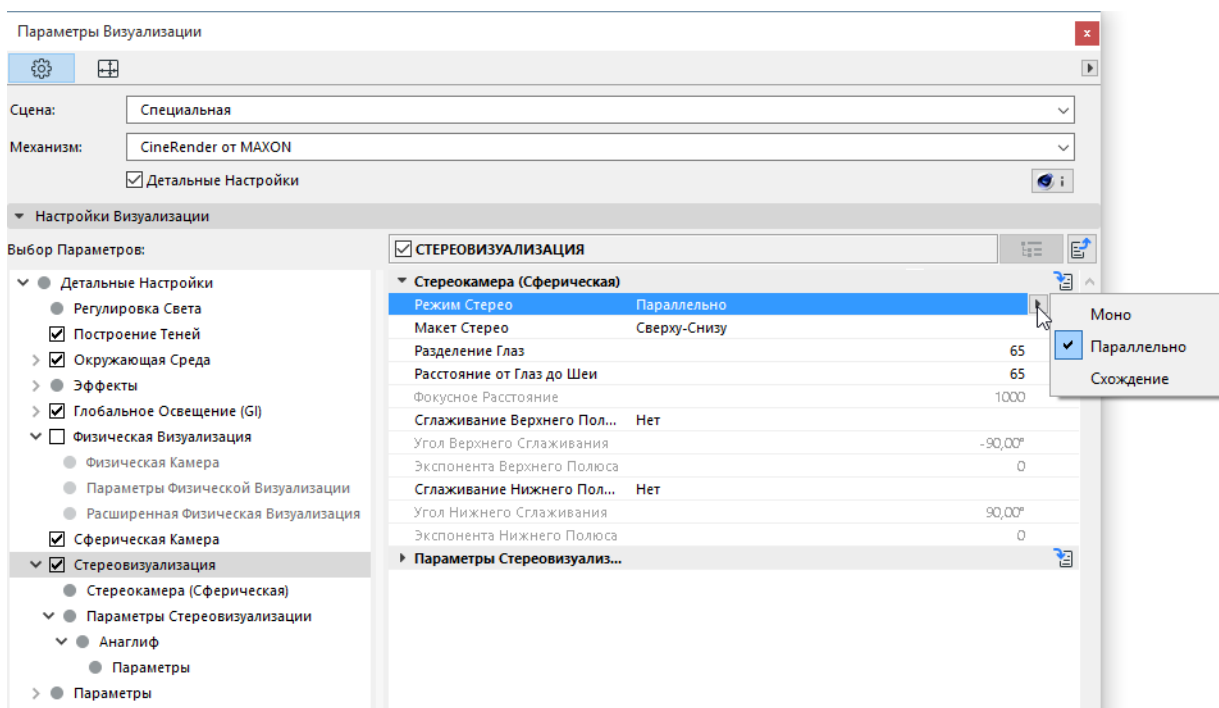 Параметры Визуализации
x
Сцена:
Специальная
Механизм:
CineRender от MAXON
Детальные Настройки
i
Настройки Визуализации
Выбор Параметров:
Детальные Настройки
Регулировка Света
Построение Теней
Окружающая Среда
Эффекты
Глобальное Освещение (GI)
Физическая Визуализация
Физическая Камера
Параметры Физической Визуализации
Расширенная Физическая Визуализация
Сферическая Камера
Стереовизуализация
Стереокамера (Сферическая)
Параметры Стереовизуализации
Анаглиф
Параметры
Параметры
СТЕРЕОВИЗУАЛИЗАЦИЯ
Стереокамера (Сферическая)
Режим Стерео Параллельно
Макет Стерео Сверху-Снизу
Разделение Глаз 65
Расстояние от Глаз до Шеи 65
Фокусное Расстояние 1000
Сглаживание Верхнего Пол... Нет
Угол Верхнего Сглаживания -90,00°
Экспонента Верхнего Полюса 0
Сглаживание Нижнего Пол... Нет
Угол Нижнего Сглаживания 90,00°
Экспонента Нижнего Полюса 0
Параметры Стереовизуализ...
Моно
Параллельно
Схождение